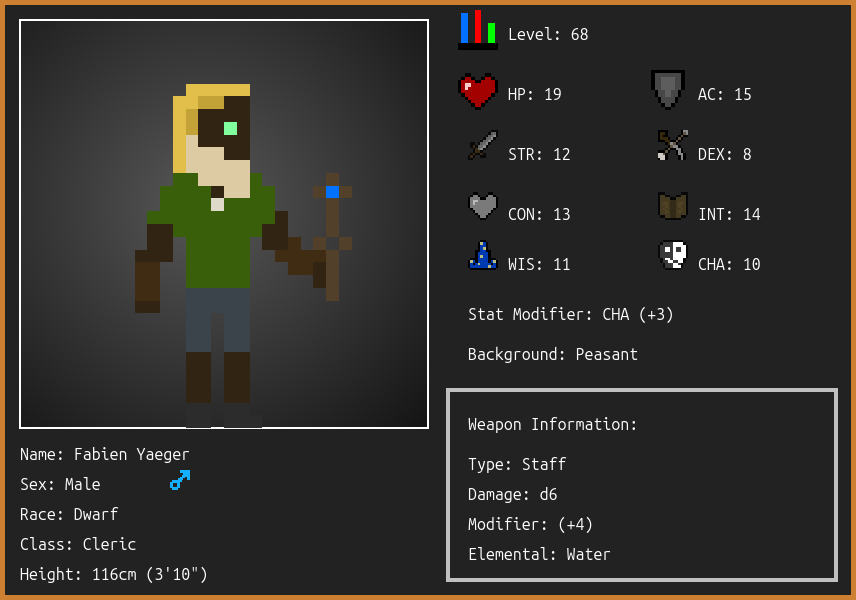 Level: 68
HP: 19
AC: 15
STR: 12
DEX: 8
CON: 13
INT: 14
WIS: 11
CHA: 10
Stat Modifier: CHA (+3)
Background: Peasant
Weapon Information:
Type: Staff
Damage: d6
Modifier: (+4)
Elemental: Water
Name: Fabien Yaeger
Sex: Male
Race: Dwarf
Class: Cleric
Height: 116cm (3'10")